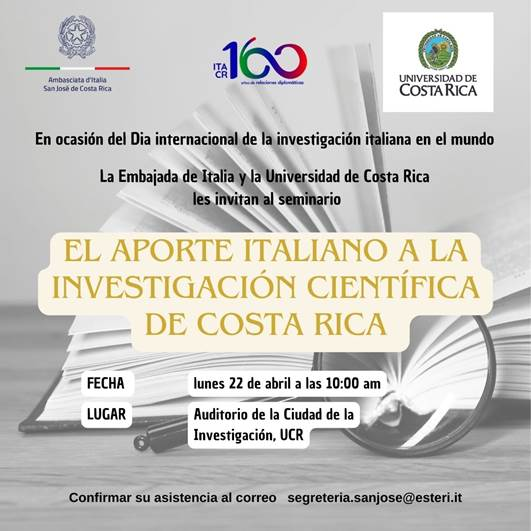 Ambasciata d'Italia
San José de Costa Rica
ITA
CR
160
años de relaciones diplomáticas
UNIVERSIDAD DE
COSTA RICA
En ocasión del Dia internacional de la investigación italiana en el mundo
La Embajada de Italia y la Universidad de Costa Rica
les invitan al seminario
EL APORTE ITALIANO A LA
INVESTIGACIÓN CIENTÍFICA
DE COSTA RICA
FECHA lunes 22 de abril a las 10:00 am
LUGAR Auditorio de la Ciudad de la
Investigación, UCR
Confirmar su asistencia al correo segreteria.sanjose@esteri.it